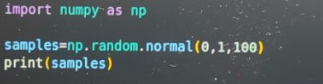 import numpy as np
samples=np.random.normal(0,1,100)
print(samples)